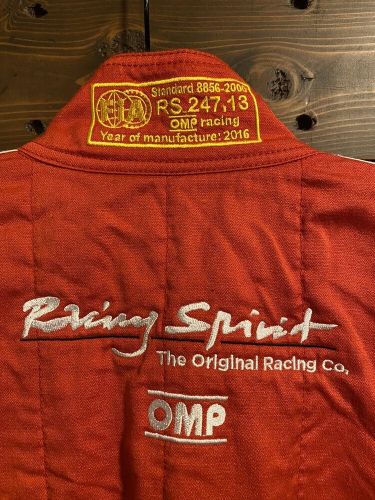 Standard 8856-2000
FIA
RS.247.13
OMP racing
Year of manufacture: 2016
Racing Spirit
The Original Racing Co.
OMP